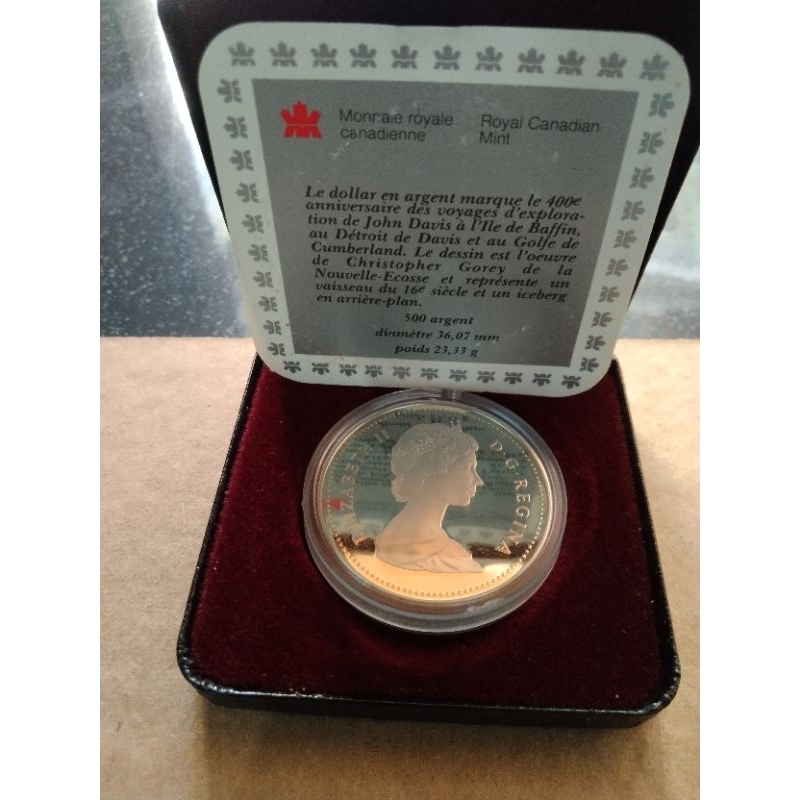 Monnaie royale
canadienne
Royal Canadian
Mint
Le dollar en argent marque le 400e
anniversaire des voyages d'explora-
tion de John Davis à l'Ile de Baffin,
au Détroit de Davis et au Golfe de
Cumberland. Le dessin est l'oeuvre
de Christopher Gorey de la
Nouvelle-Ecosse et représente un
vaisseau du 16e siècle et un iceberg
en arrière-plan.
500 argent
diamètre 36,07 mm
poids 23,33 g
ELIZABETH II D·G·REGINA